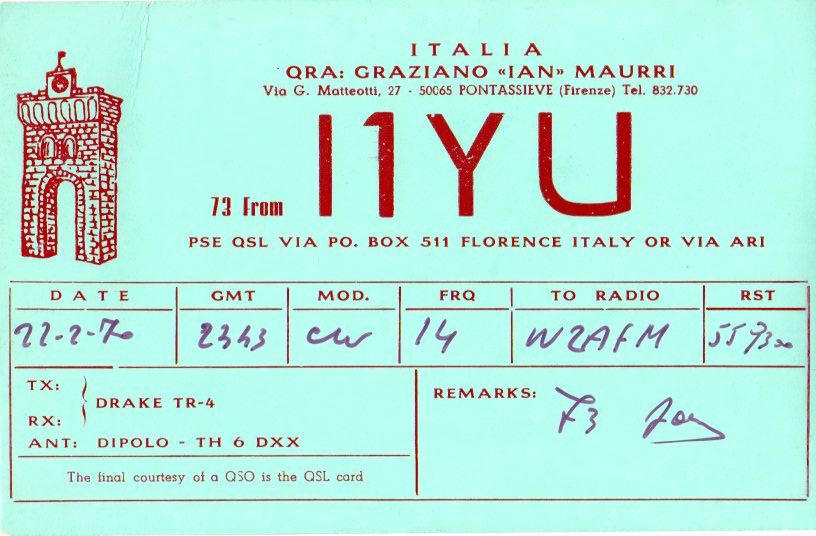 ITALIA
QRA: GRAZIANO «IAN» MAURRI
Via G. Matteotti, 27 - 50065 PONTASSIEVE (Firenze) Tel. 832.730
73 From I1YU
PSE QSL VIA PO. BOX 511 FLORENCE ITALY OR VIA ARI
DATE GMT MOD. FRQ TO RADIO RST
22-2-70 2343 CW 14 W2AFM 559
TX:
DRAKE TR-4
RX:
ANT: DIPOLO - TH 6 DXX
The final courtesy of a QSO is the QSL card
REMARKS: 73